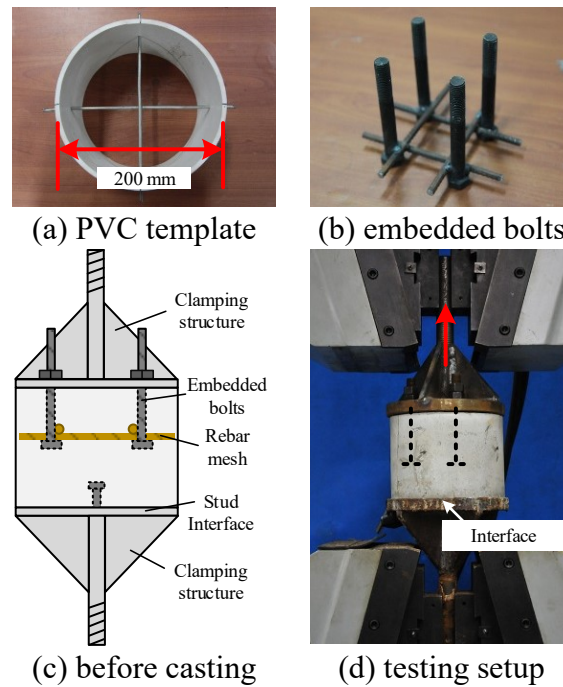 200 mm
(a) PVC template
(b) embedded bolts
Clamping
structure
Embedded
bolts
Rebar
mesh
Stud
Interface
Clamping
structure
Interface
(c) before casting
(d) testing setup